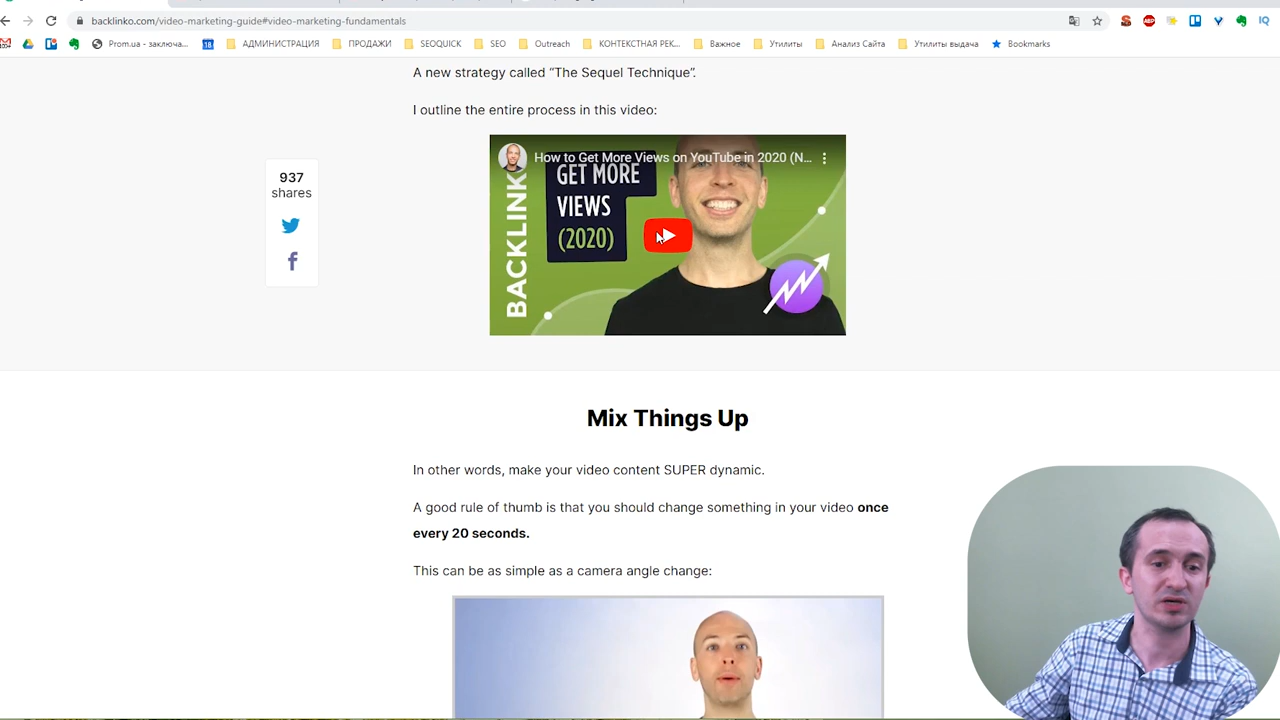 backlinko.com/video-marketing-guide#video-marketing-fundamentals
18
Prom.ua - заключа...
АДМИНИСТРАЦИЯ
ПРОДАЖИ
SEOQUICK
SEO
Outreach
КОНТЕКСТНАЯ РЕК...
Важное
Утилиты
Анализ Сайта
Утилиты выдача
Bookmarks
ABP
IQ
A new strategy called “The Sequel Technique”.
I outline the entire process in this video:
How to Get More Views on YouTube in 2020 (N...
BACKLINK
GET MORE
VIEWS
(2020)
937
shares
Mix Things Up
In other words, make your video content SUPER dynamic.
A good rule of thumb is that you should change something in your video once
every 20 seconds.
This can be as simple as a camera angle change: